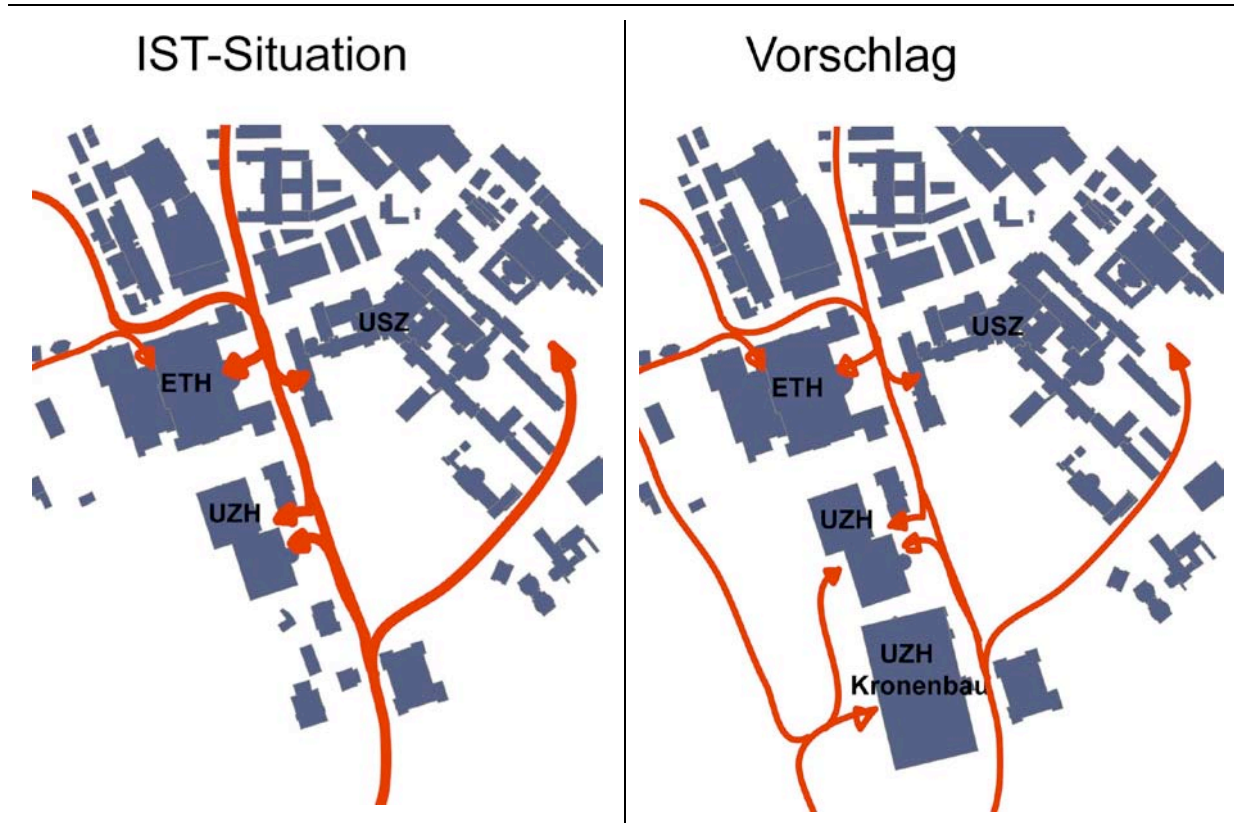 IST-Situation
USZ
ETH
UZH
Vorschlag
USZ
ETH
UZH
UZH
Kronenbau